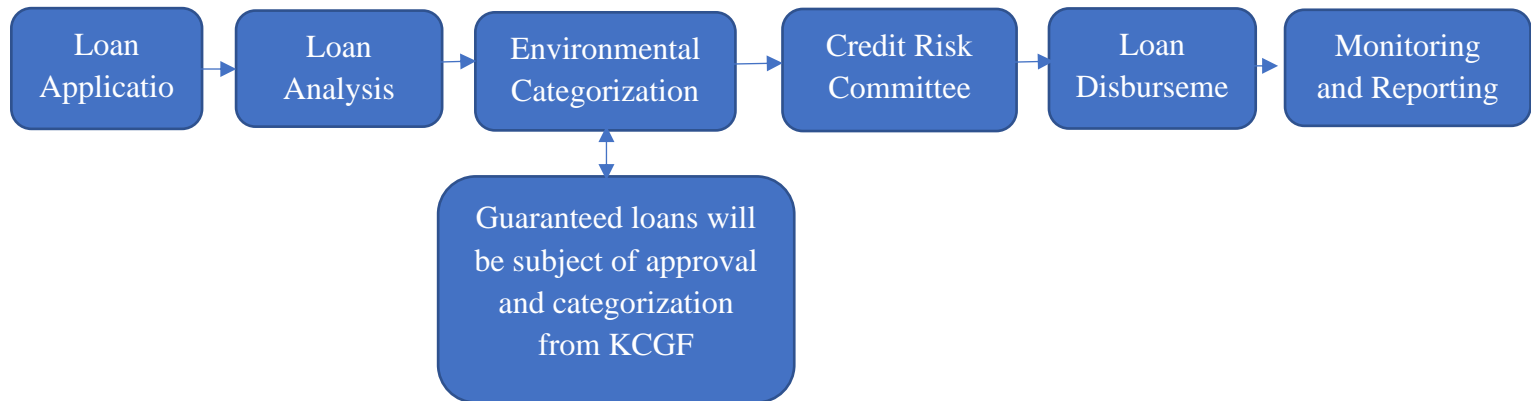 Loan
Applicatio
Loan
Analysis
Environmental
Categorization
Credit Risk
Committee
Loan
Disburseme
Monitoring
and Reporting
Guaranteed loans will
be subject of approval
and categorization
from KCGF